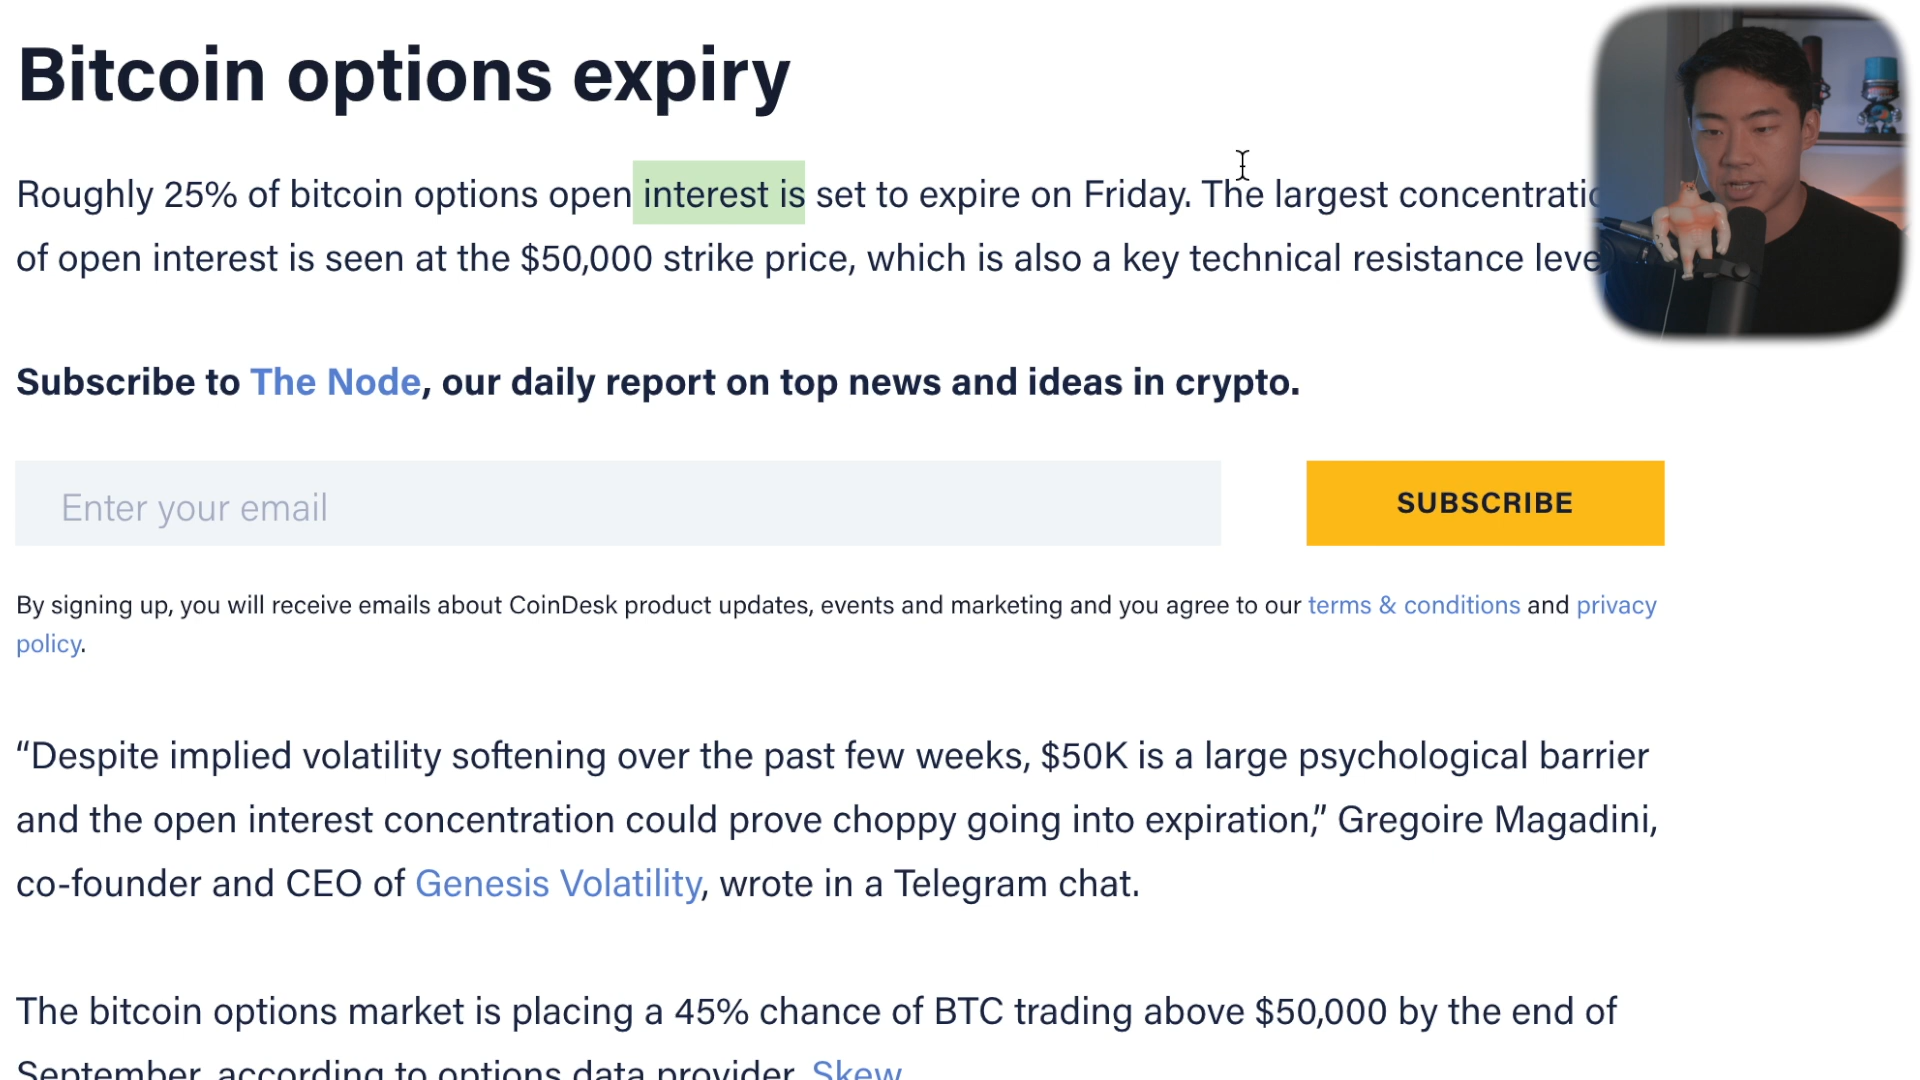 Bitcoin options expiry
Roughly 25% of bitcoin options open interest is set to expire on Friday. The largest concentratio
of open interest is seen at the $50,000 strike price, which is also a key technical resistance leve
Subscribe to The Node, our daily report on top news and ideas in crypto.
Enter your email
SUBSCRIBE
By signing up, you will receive emails about CoinDesk product updates, events and marketing and you agree to our terms & conditions and privacy
policy.
“Despite implied volatility softening over the past few weeks, $50K is a large psychological barrier
and the open interest concentration could prove choppy going into expiration,” Gregoire Magadini,
co-founder and CEO of Genesis Volatility, wrote in a Telegram chat.
The bitcoin options market is placing a 45% chance of BTC trading above $50,000 by the end of
September, according to options data provider, Skew